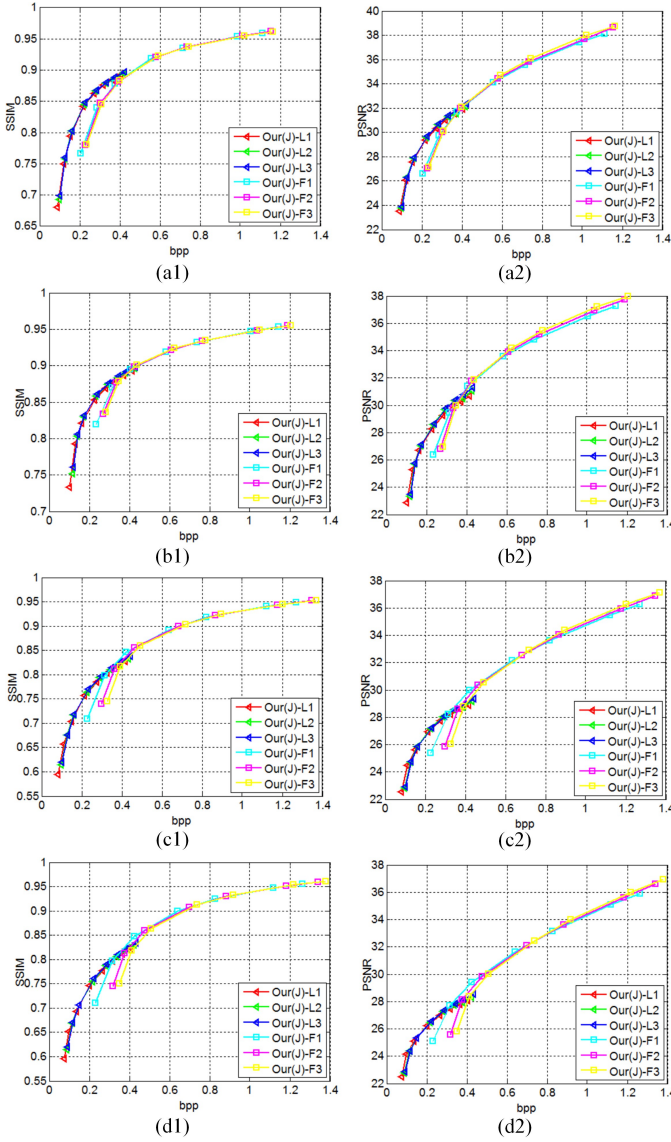 1
0.95
0.9
0.85
0.8
0.75
0.7
0.65
0 0.2 0.4 0.6 0.8 1 1.2 1.4
SSIM
bpp
Our(J)-L1
Our(J)-L2
Our(J)-L3
Our(J)-F1
Our(J)-F2
Our(J)-F3
(a1)
40
38
36
34
32
30
28
26
24
22
0 0.2 0.4 0.6 0.8 1 1.2 1.4
PSNR
bpp
Our(J)-L1
Our(J)-L2
Our(J)-L3
Our(J)-F1
Our(J)-F2
Our(J)-F3
(a2)
1
0.95
0.9
0.85
0.8
0.75
0.7
0 0.2 0.4 0.6 0.8 1 1.2 1.4
SSIM
bpp
Our(J)-L1
Our(J)-L2
Our(J)-L3
Our(J)-F1
Our(J)-F2
Our(J)-F3
(b1)
38
36
34
32
30
28
26
24
22
0 0.2 0.4 0.6 0.8 1 1.2 1.4
PSNR
bpp
Our(J)-L1
Our(J)-L2
Our(J)-L3
Our(J)-F1
Our(J)-F2
Our(J)-F3
(b2)
1
0.95
0.9
0.85
0.8
0.75
0.7
0.65
0.6
0.55
0 0.2 0.4 0.6 0.8 1 1.2 1.4
SSIM
bpp
Our(J)-L1
Our(J)-L2
Our(J)-L3
Our(J)-F1
Our(J)-F2
Our(J)-F3
(c1)
38
36
34
32
30
28
26
24
22
0 0.2 0.4 0.6 0.8 1 1.2 1.4
PSNR
bpp
Our(J)-L1
Our(J)-L2
Our(J)-L3
Our(J)-F1
Our(J)-F2
Our(J)-F3
(c2)
1
0.95
0.9
0.85
0.8
0.75
0.7
0.65
0.6
0.55
0 0.2 0.4 0.6 0.8 1 1.2 1.4
SSIM
bpp
Our(J)-L1
Our(J)-L2
Our(J)-L3
Our(J)-F1
Our(J)-F2
Our(J)-F3
(d1)
38
36
34
32
30
28
26
24
22
0 0.2 0.4 0.6 0.8 1 1.2 1.4
PSNR
bpp
Our(J)-L1
Our(J)-L2
Our(J)-L3
Our(J)-F1
Our(J)-F2
Our(J)-F3
(d2)